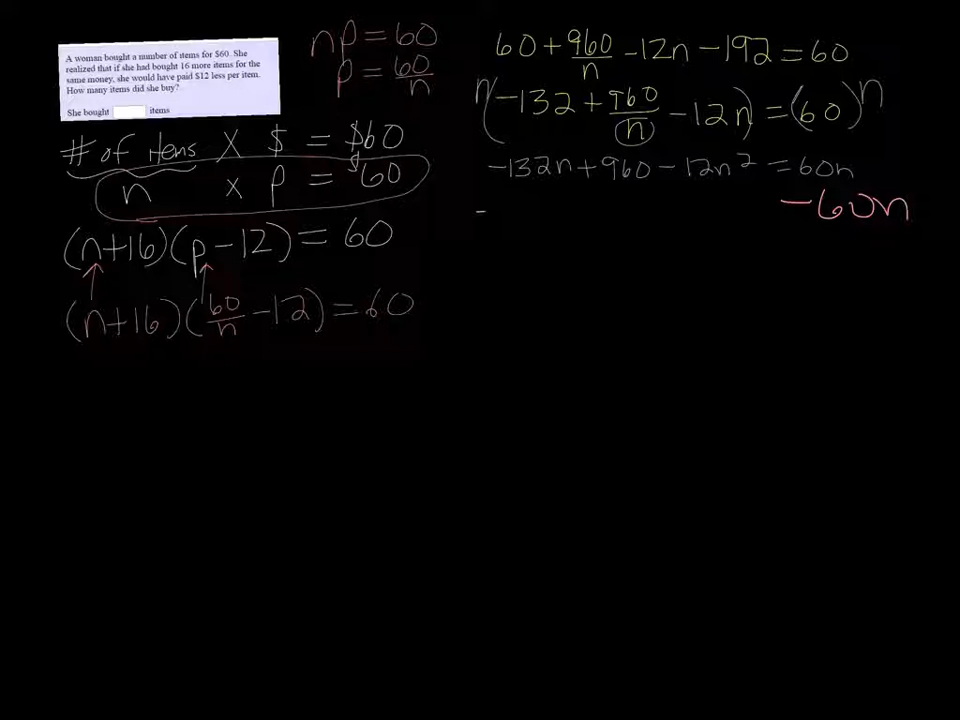 A woman bought a number of items for $60. She
realized that if she had bought 16 more items for the
same money, she would have paid $12 less per item.
How many items did she buy?
She bought items
np = 60
p = 60/n
# of items X $ = $60
n x p = $60
(n+16)(p-12) = 60
(n+16)(60/n -12) = 60
60 + 960/n -12n -192 = 60
n(-132 + 960/n -12n) = (60)n
-132n + 960 - 12n² = 60n
-
-60n